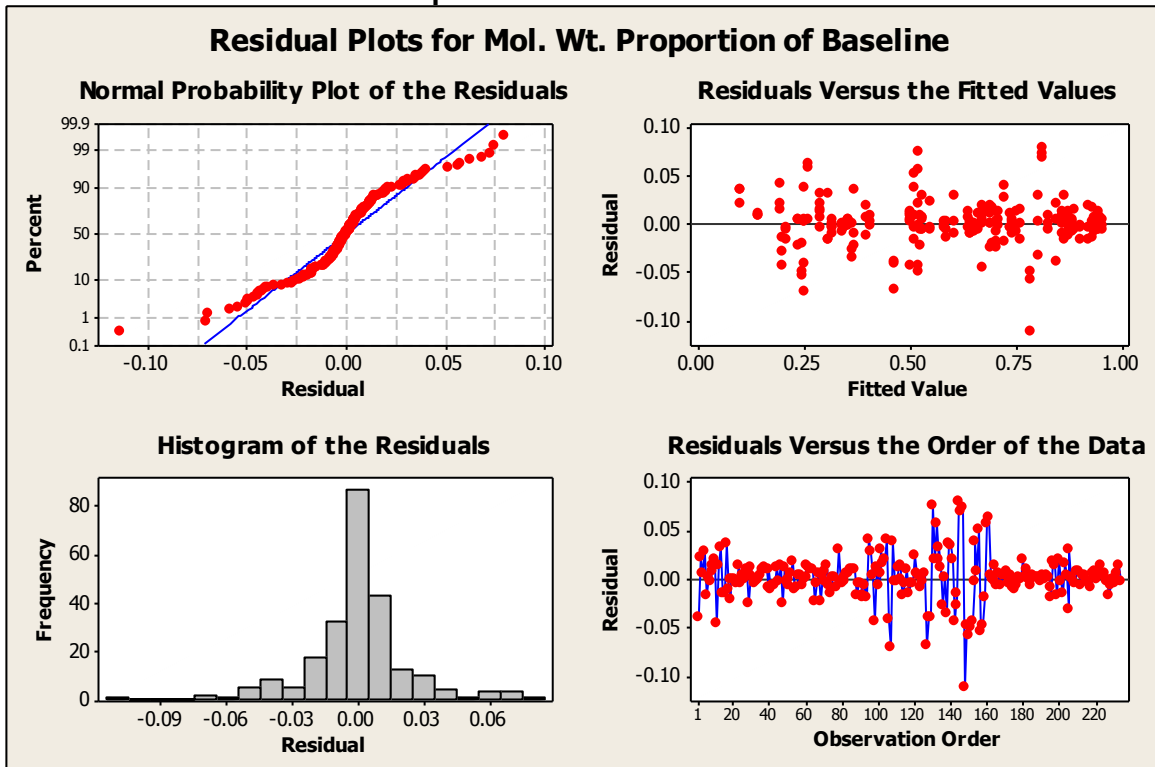 Residual Plots for Mol. Wt. Proportion of Baseline
Normal Probability Plot of the Residuals
99.9
99
90
50
10
1
0.1
Percent
-0.10 -0.05 0.00 0.05 0.10
Residual
Residuals Versus the Fitted Values
0.10
0.05
0.00
-0.05
-0.10
Residual
0.00 0.25 0.50 0.75 1.00
Fitted Value
Histogram of the Residuals
80
60
40
20
0
Frequency
-0.09 -0.06 -0.03 0.00 0.03 0.06
Residual
Residuals Versus the Order of the Data
0.10
0.05
0.00
-0.05
-0.10
Residual
1 20 40 60 80 100 120 140 160 180 200 220
Observation Order